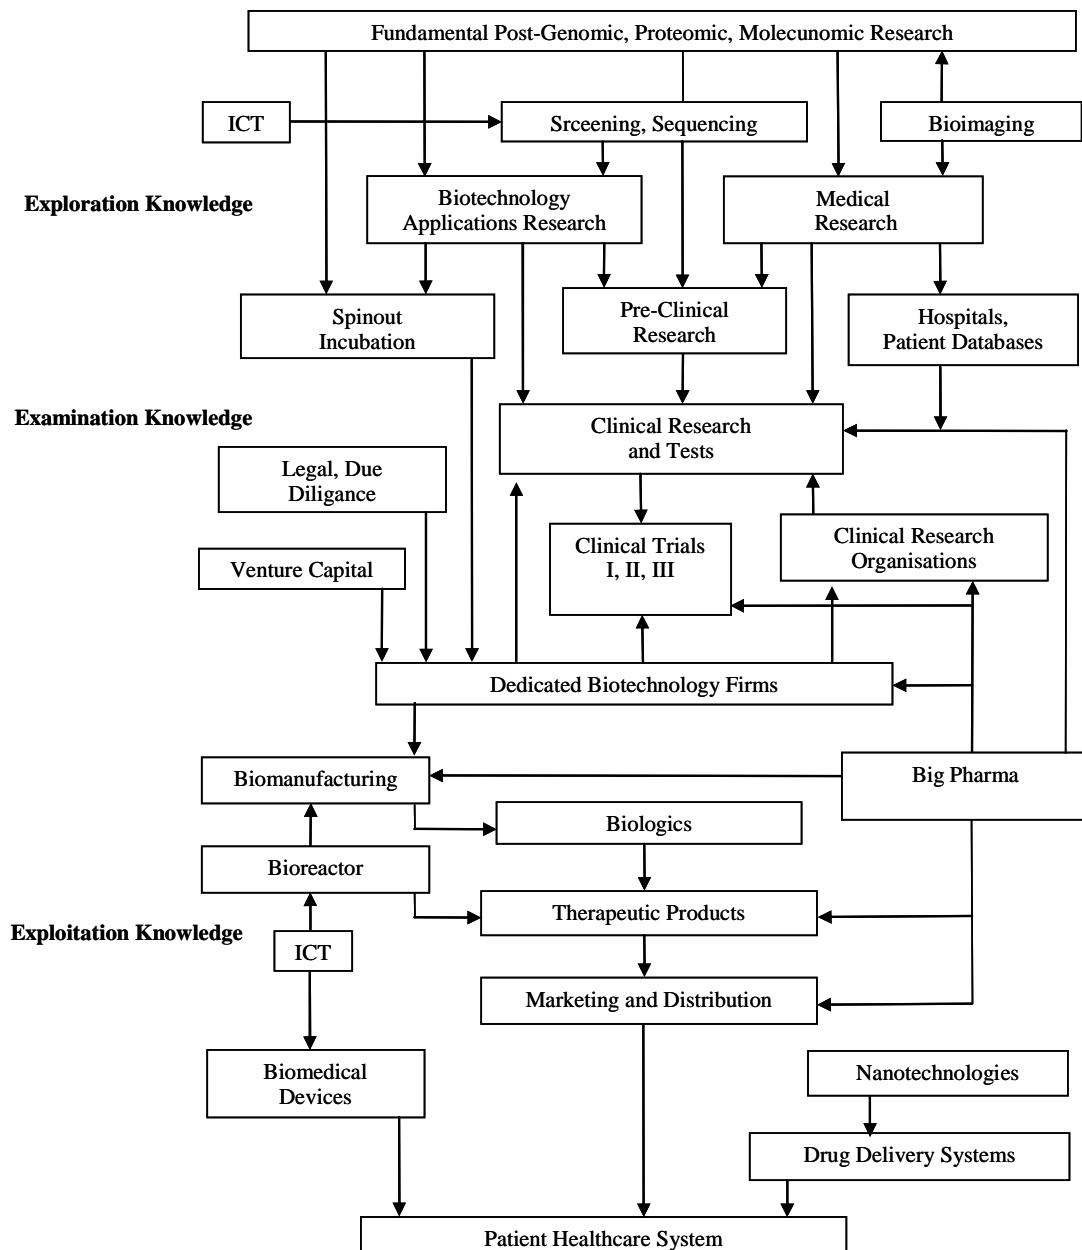 Fundamental Post-Genomic, Proteomic, Molecunomic Research
ICT
Srceening, Sequencing
Bioimaging
Exploration Knowledge
Biotechnology
Applications Research
Medical
Research
Spinout
Incubation
Pre-Clinical
Research
Hospitals,
Patient Databases
Examination Knowledge
Clinical Research
and Tests
Legal, Due
Diligance
Venture Capital
Clinical Trials
I, II, III
Clinical Research
Organisations
Dedicated Biotechnology Firms
Biomanufacturing
Big Pharma
Biologics
Bioreactor
Therapeutic Products
Exploitation Knowledge
ICT
Marketing and Distribution
Biomedical
Devices
Nanotechnologies
Drug Delivery Systems
Patient Healthcare System